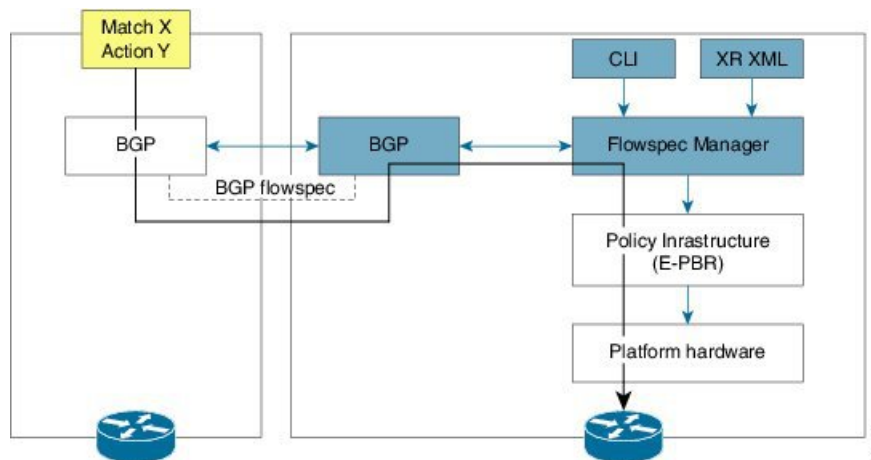 Match X
Action Y
CLI
XR XML
BGP
BGP
Flowspec Manager
BGP flowspec
Policy Inrastructure
(E-PBR)
Platform hardware